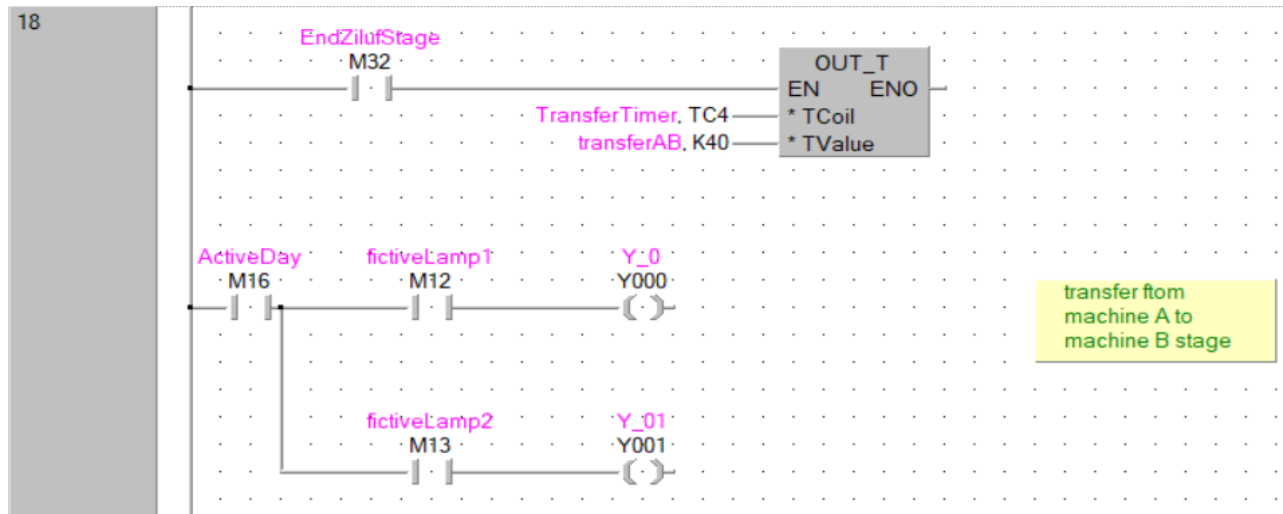 18
EndZilufStage
M32
OUT_T
EN ENO
TransferTimer, TC4
* TCoil
transferAB, K40
* TValue
ActiveDay
fictiveLamp1
Y_0
M16
M12
Y000
transfer ftom
machine A to
machine B stage
fictiveLamp2
Y_01
M13
Y001